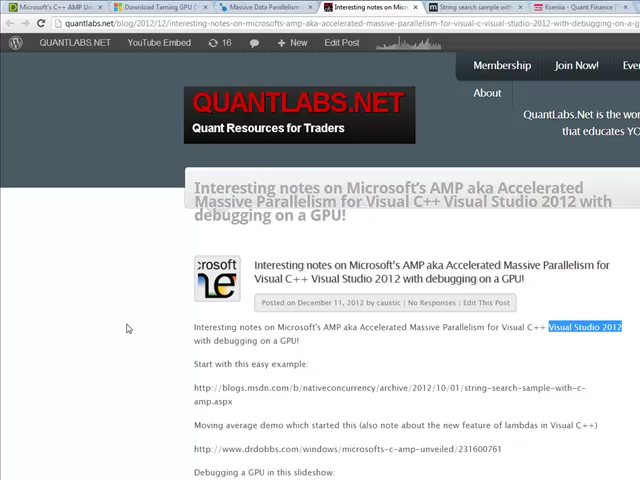 Microsoft's C++ AMP Un
Download Taming GPU C
Massive Data Parallelism
Interesting notes on Mic
String search sample with
Kseniia - Quant Finance (T
quantlabs.net/blog/2012/12/interesting-notes-on-microsofts-amp-aka-accelerated-massive-parallelism-for-visual-c-visual-studio-2012-with-debugging-on-a-g
QUANTLABS.NET YouTube Embed 16 + New Edit Post
Membership Join Now! Eve
About
QUANTLABS.NET
Quant Resources for Traders
QuantLabs.Net is the wor
that educates YO
Interesting notes on Microsoft's AMP aka Accelerated
Massive Parallelism for Visual C++ Visual Studio 2012 with
debugging on a GPU!
crosoft
Interesting notes on Microsoft's AMP aka Accelerated Massive Parallelism for
Visual C++ Visual Studio 2012 with debugging on a GPU!
Posted on December 11, 2012 by caustic | No Responses | Edit This Post
Interesting notes on Microsoft's AMP aka Accelerated Massive Parallelism for Visual C++ Visual Studio 2012
with debugging on a GPU!
Start with this easy example:
http://blogs.msdn.com/b/nativeconcurrency/archive/2012/10/01/string-search-sample-with-c-
amp.aspx
Moving average demo which started this (also note about the new feature of lambdas in Visual C++)
http://www.drdobbs.com/windows/microsofts-c-amp-unveiled/231600761
Debugging a GPU in this slideshow: